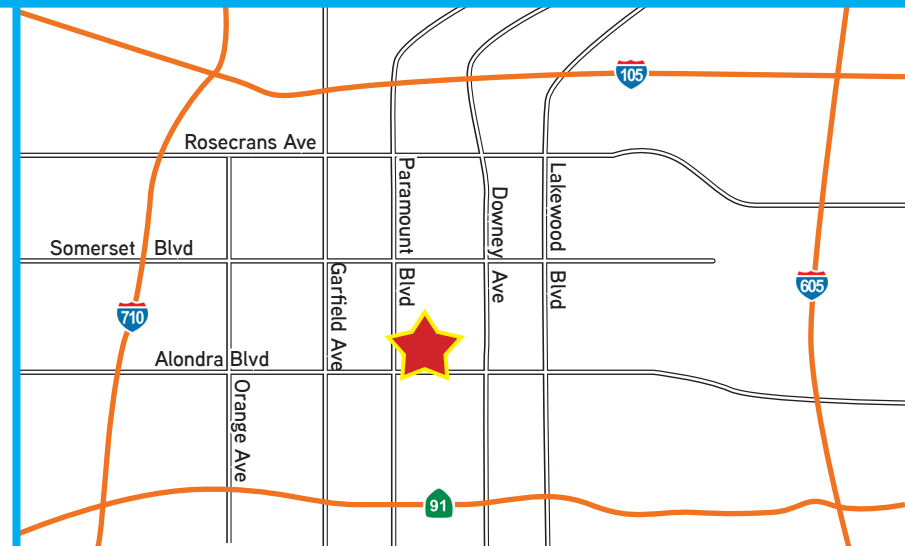 105
Rosecrans Ave
Paramount Blvd
Downey Ave
Lakewood Blvd
Somerset Blvd
Garfield Ave
605
710
Alondra Blvd
Orange Ave
91